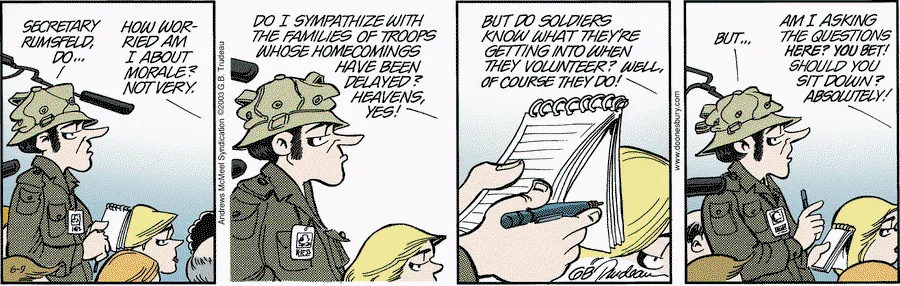 SECRETARY
RUMSFELD,
DO...
HOW WOR-
RIED AM
I ABOUT
MORALE?
NOT VERY.
6-9
Andrews McMeel Syndication ©2003 G.B. Trudeau
DO I SYMPATHIZE WITH
THE FAMILIES OF TROOPS
WHOSE HOMECOMINGS
HAVE BEEN
DELAYED?
HEAVENS,
YES!
BUT DO SOLDIERS
KNOW WHAT THEY'RE
GETTING INTO WHEN
THEY VOLUNTEER? WELL,
OF COURSE THEY DO!
GB Trudeau
www.doonesbury.com
BUT...
AM I ASKING
THE QUESTIONS
HERE? YOU BET!
SHOULD YOU
SIT DOWN?
ABSOLUTELY!